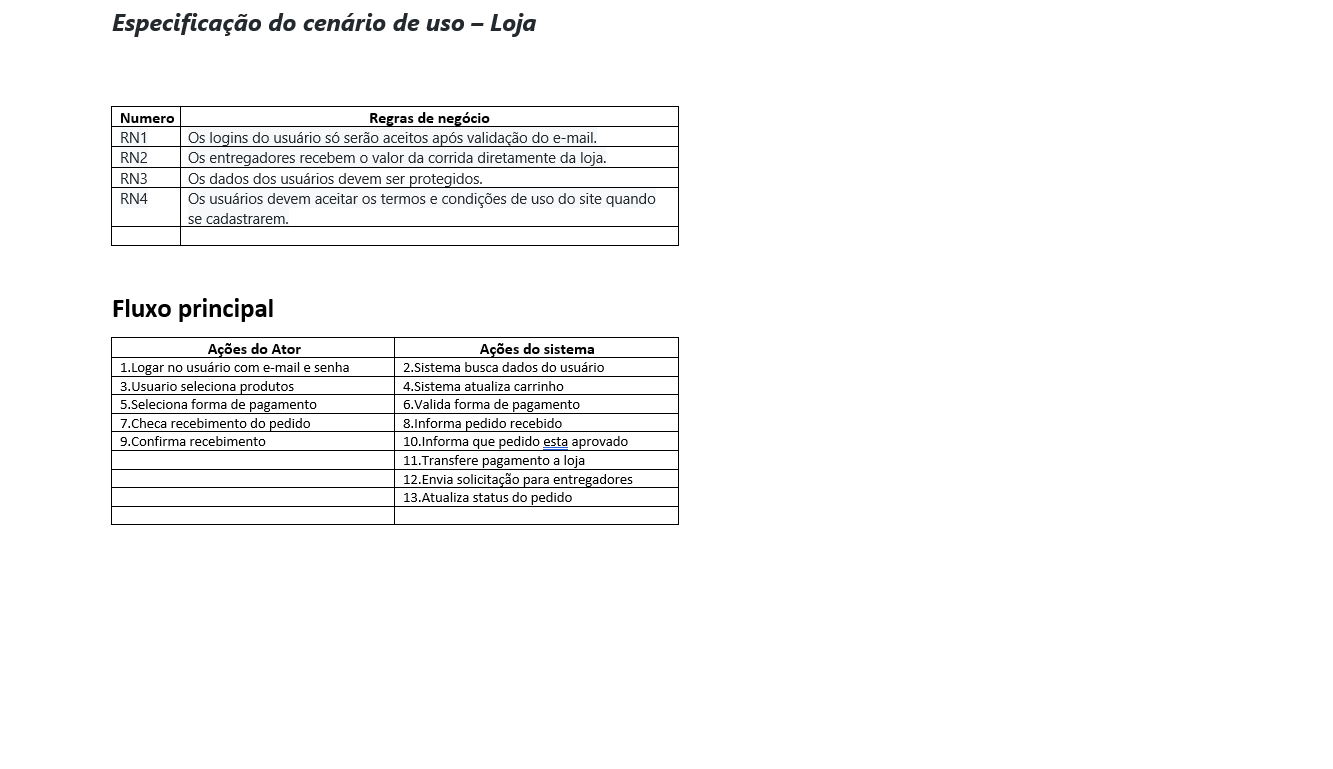 Especificação do cenário de uso – Loja
Numero Regras de negócio
RN1 Os logins do usuário só serão aceitos após validação do e-mail.
RN2 Os entregadores recebem o valor da corrida diretamente da loja.
RN3 Os dados dos usuários devem ser protegidos.
RN4 Os usuários devem aceitar os termos e condições de uso do site quando
se cadastrarem.
Fluxo principal
Ações do Ator Ações do sistema
1.Logar no usuário com e-mail e senha 2.Sistema busca dados do usuário
3.Usuario seleciona produtos 4.Sistema atualiza carrinho
5.Seleciona forma de pagamento 6.Valida forma de pagamento
7.Checa recebimento do pedido 8.Informa pedido recebido
9.Confirma recebimento 10.Informa que pedido esta aprovado
11.Transfere pagamento a loja
12.Envia solicitação para entregadores
13.Atualiza status do pedido